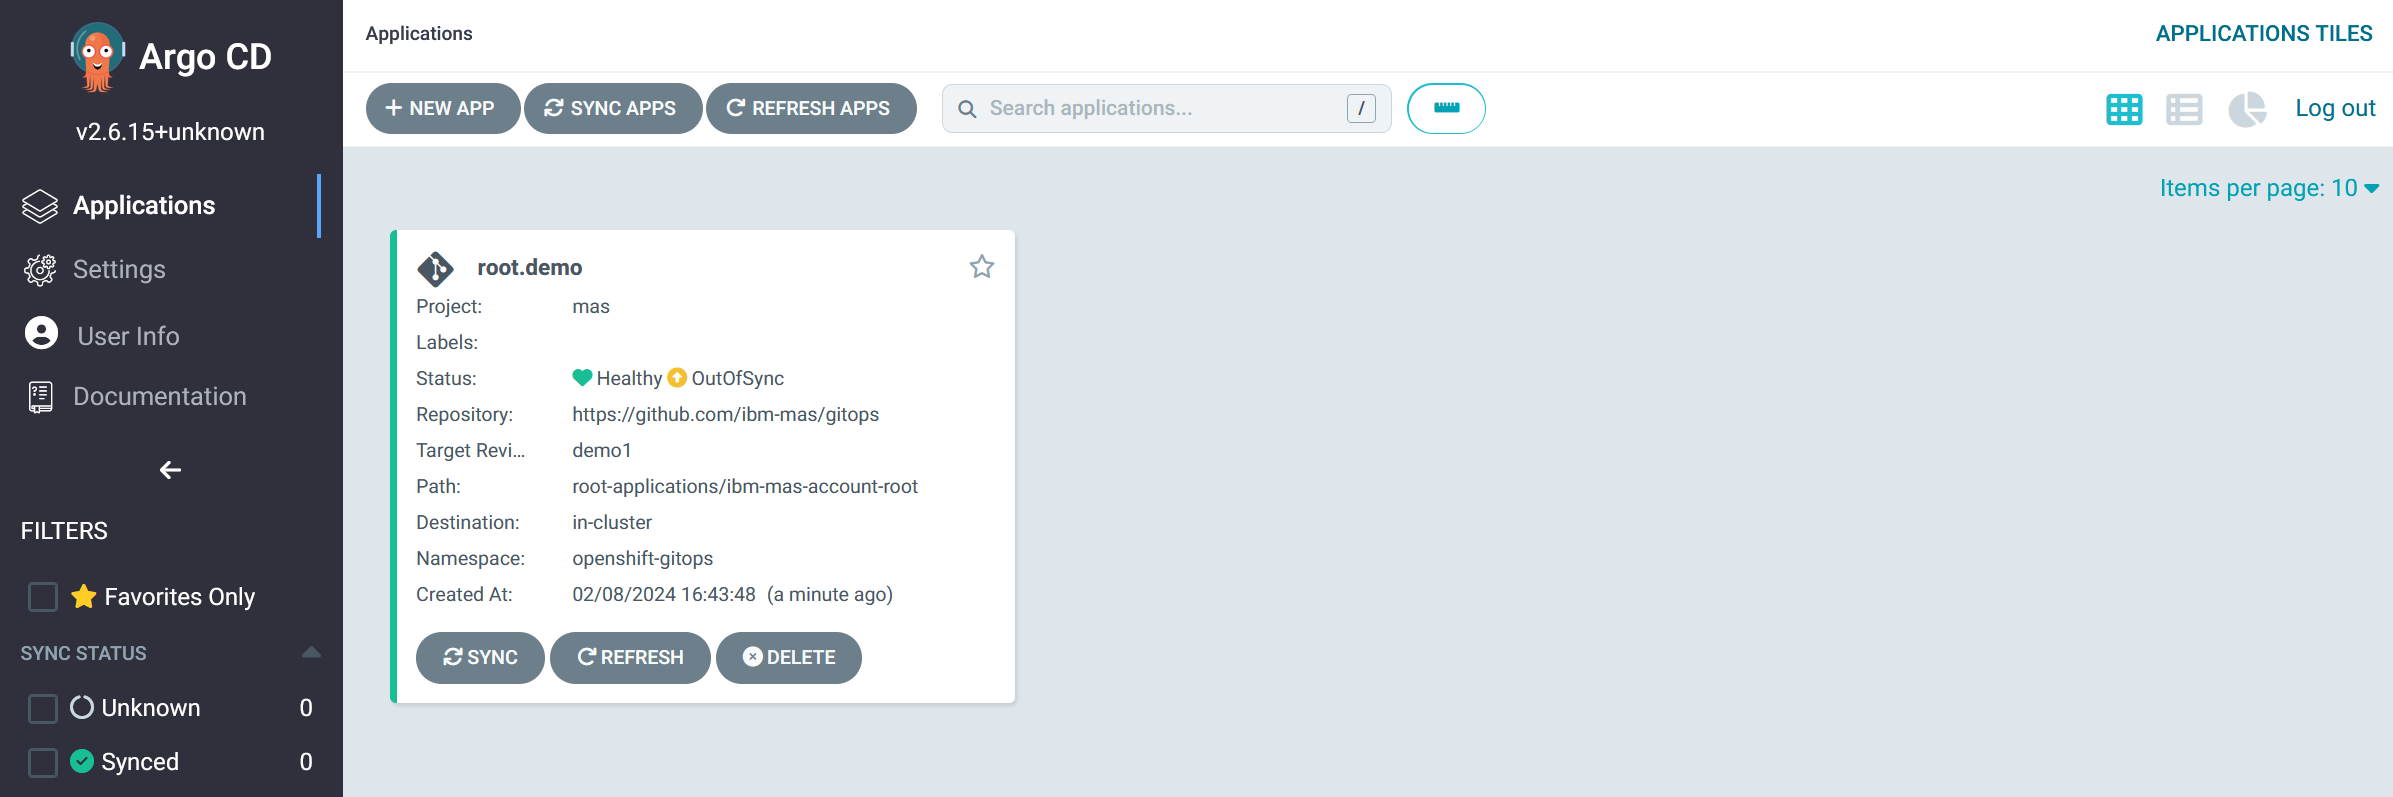 Argo CD
v2.6.15+unknown
Applications
Settings
User Info
Documentation
FILTERS
Favorites Only
SYNC STATUS
Unknown 0
Synced 0
Applications
APPLICATIONS TILES
NEW APP SYNC APPS REFRESH APPS Search applications... / Log out
Items per page: 10
root.demo
Project: mas
Labels:
Status: Healthy OutOfSync
Repository: https://github.com/ibm-mas/gitops
Target Revi... demo1
Path: root-applications/ibm-mas-account-root
Destination: in-cluster
Namespace: openshift-gitops
Created At: 02/08/2024 16:43:48 (a minute ago)
SYNC REFRESH DELETE